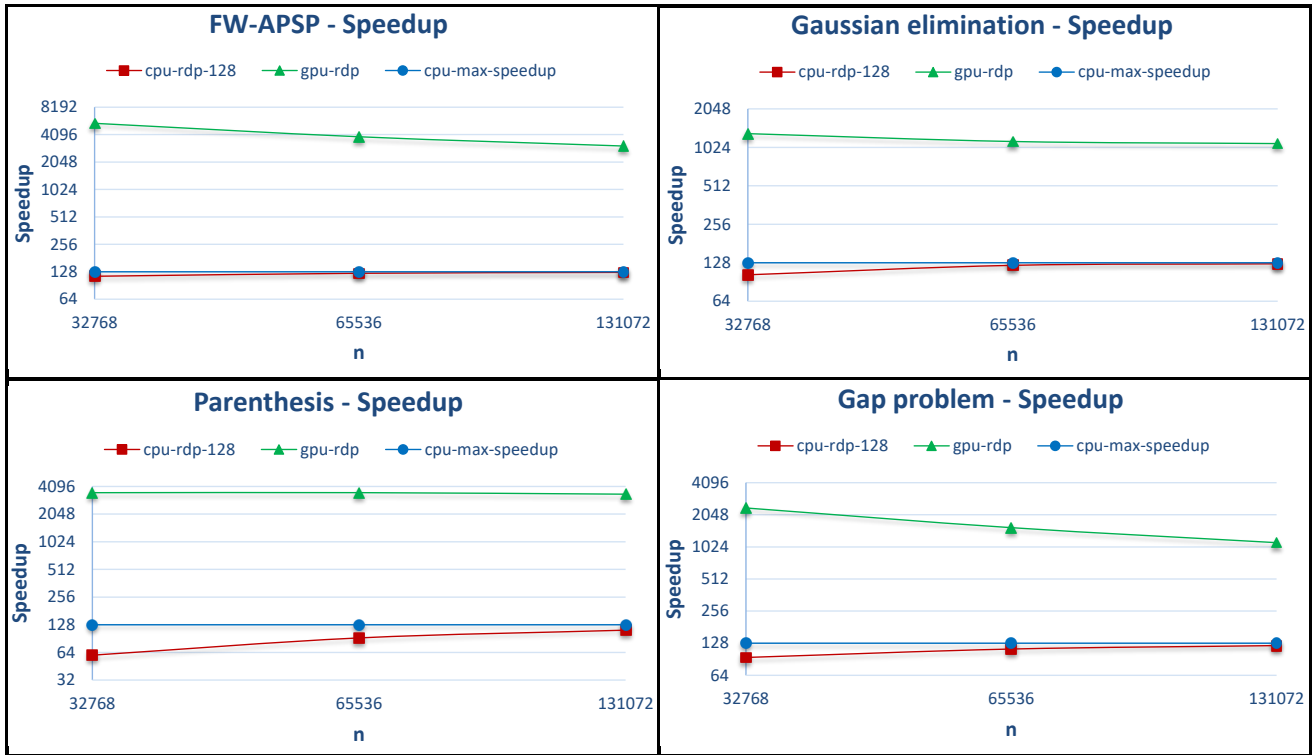 FW-APSP - Speedup
cpu-rdp-128 gpu-rdp cpu-max-speedup
8192
4096
2048
1024
512
256
128
64
Speedup
32768 65536 131072
n
Gaussian elimination - Speedup
cpu-rdp-128 gpu-rdp cpu-max-speedup
2048
1024
512
256
128
64
Speedup
32768 65536 131072
n
Parenthesis - Speedup
cpu-rdp-128 gpu-rdp cpu-max-speedup
4096
2048
1024
512
256
128
64
32
Speedup
32768 65536 131072
n
Gap problem - Speedup
cpu-rdp-128 gpu-rdp cpu-max-speedup
4096
2048
1024
512
256
128
64
Speedup
32768 65536 131072
n